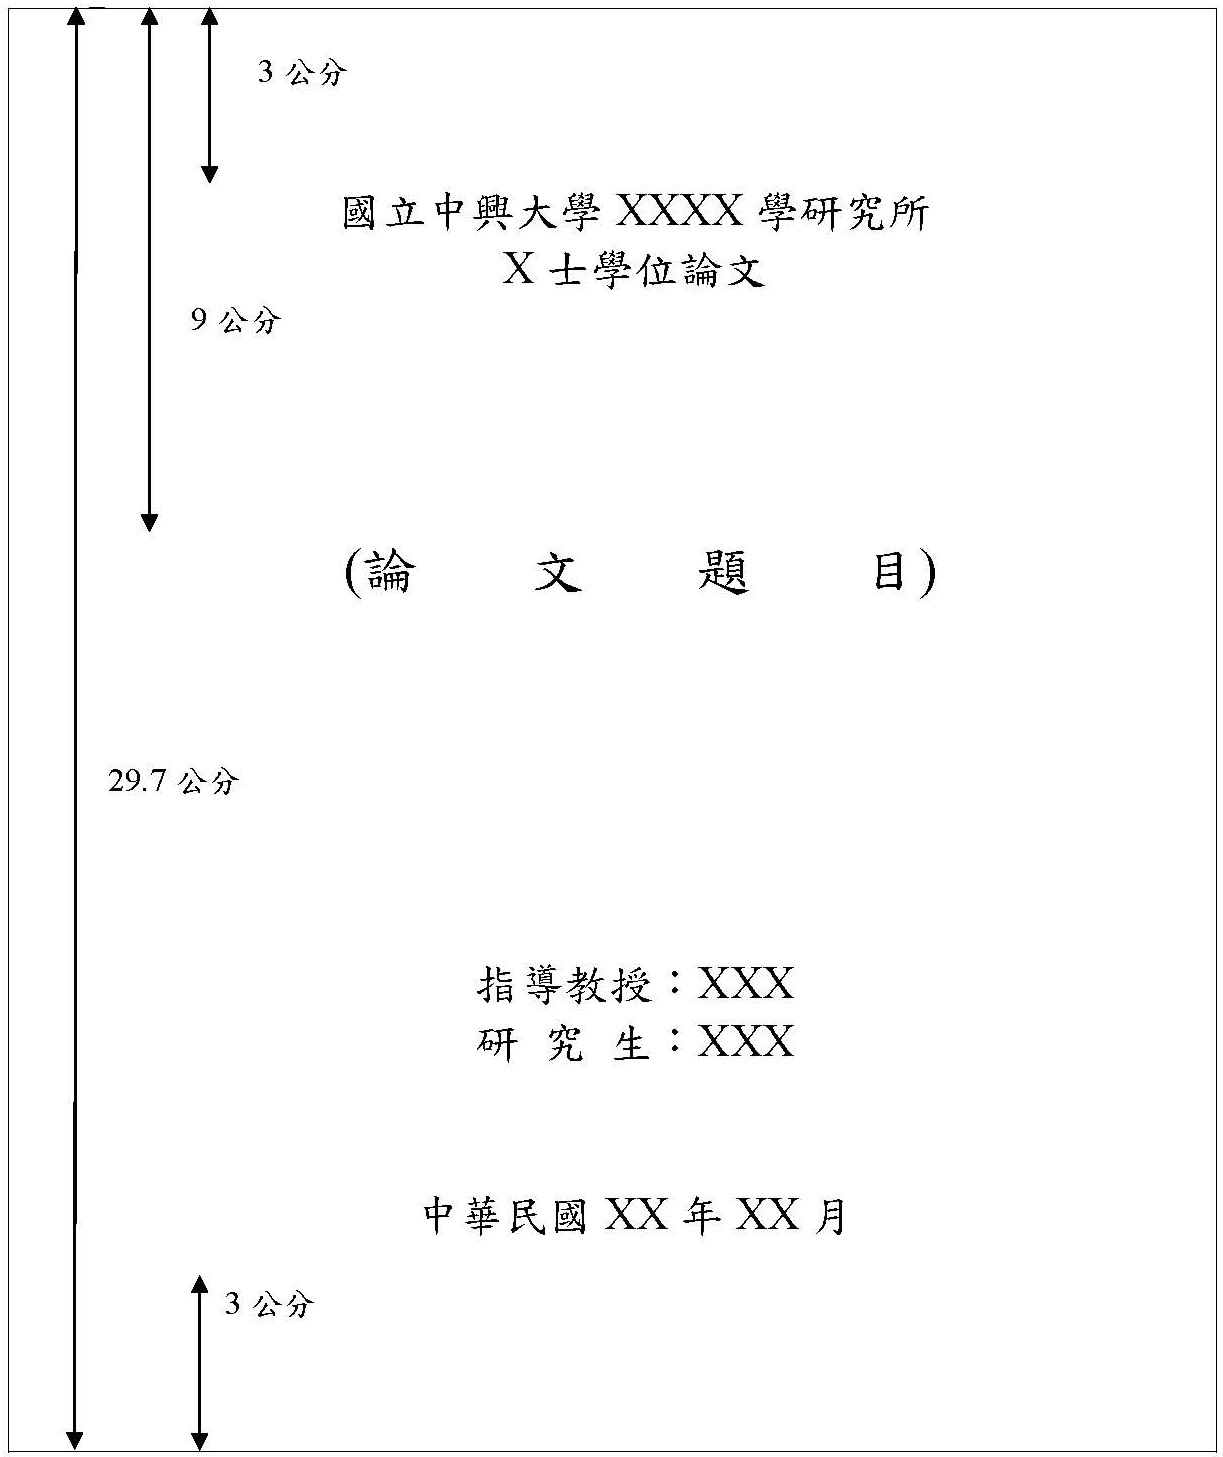 3 公分
國立中興大學 XXXX 學研究所
X 士學位論文
9 公分
(論 文 題 目)
29.7 公分
指導教授：XXX
研 究 生：XXX
中華民國 XX 年 XX 月
3 公分